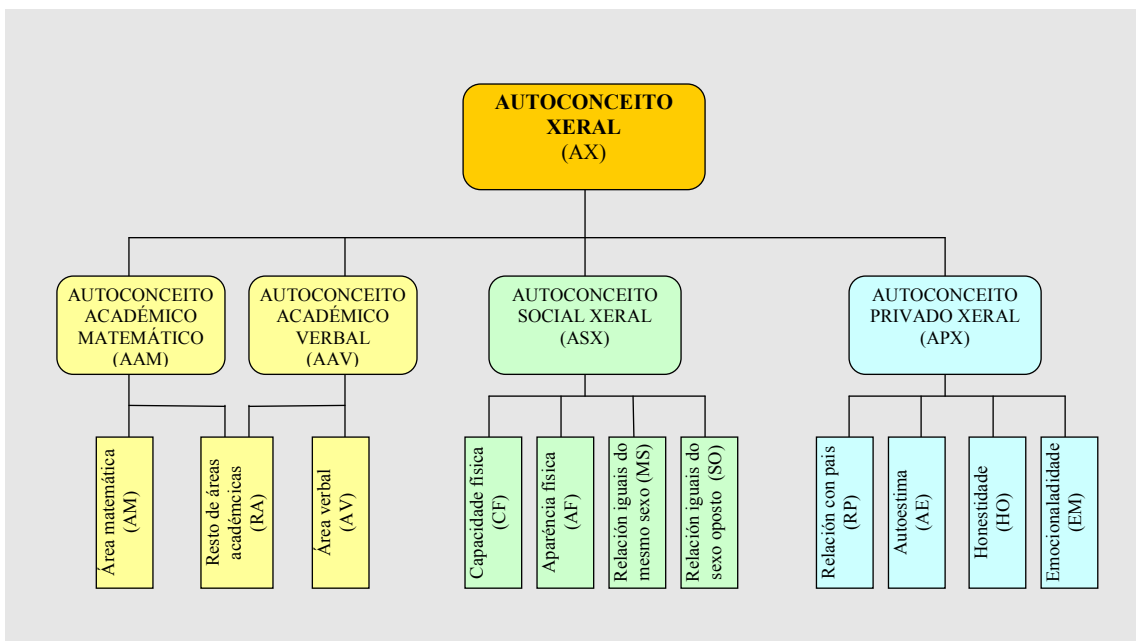 AUTOCONCEITO
XERAL
(AX)
AUTOCONCEITO
ACADÉMICO
MATEMÁTICO
(AAM)
AUTOCONCEITO
ACADÉMICO
VERBAL
(AAV)
AUTOCONCEITO
SOCIAL XERAL
(ASX)
AUTOCONCEITO
PRIVADO XERAL
(APX)
Área matemática
(AM)
Resto de áreas
académcicas
(RA)
Área verbal
(AV)
Capacidade física
(CF)
Aparéncia física
(AF)
Relación iguais do
mesmo sexo (MS)
Relación iguais do
sexo oposto (SO)
Relación con pais
(RP)
Autoestima
(AE)
Honestidade
(HO)
Emocionaladidade
(EM)